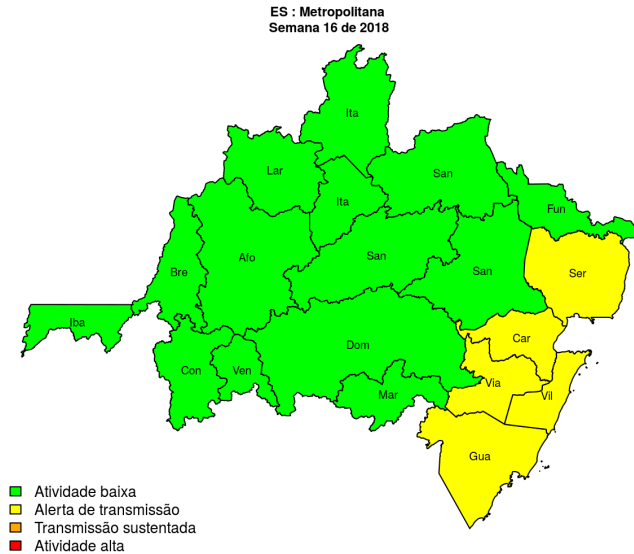 ES : Metropolitana
Semana 16 de 2018
Ita
Lar
San
Ita
Fun
Afo
San
San
Bre
Ser
Iba
Car
Dom
Con
Ven
Via
Mar
Vil
Gua
Atividade baixa
Alerta de transmissão
Transmissão sustentada
Atividade alta